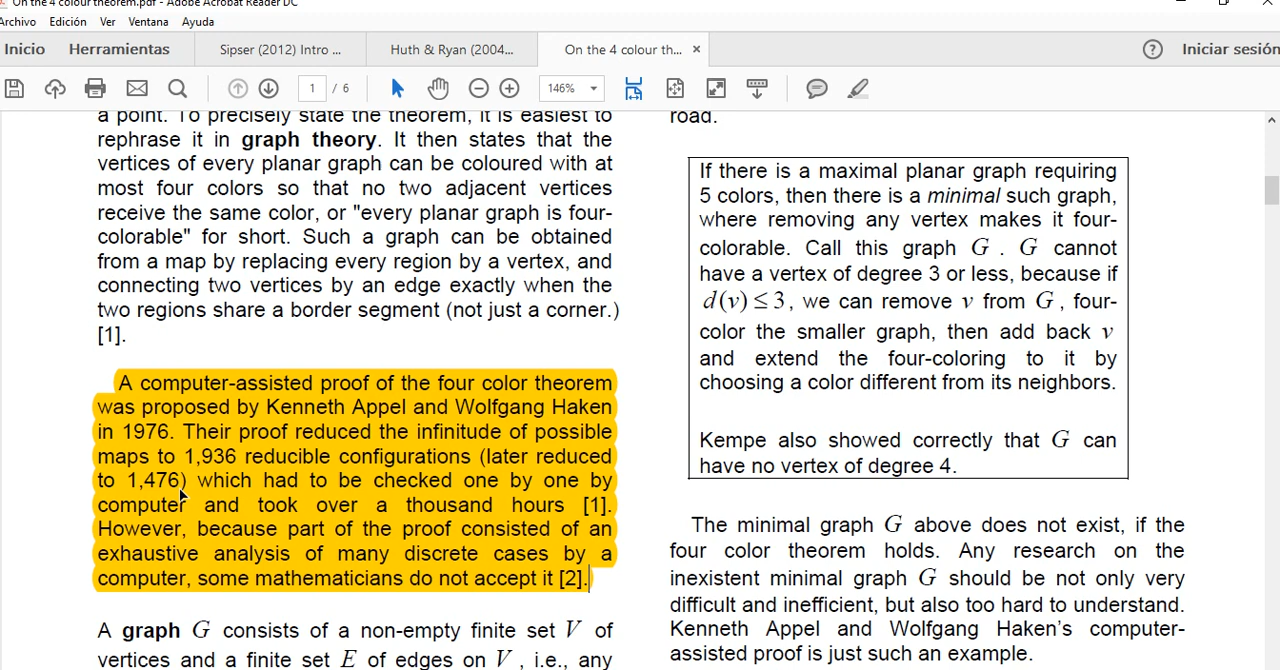 On the 4 colour theorem.pdf - Adobe Acrobat Reader DC
Archivo Edición Ver Ventana Ayuda
Inicio Herramientas Sipser (2012) Intro ... Huth & Ryan (2004... On the 4 colour th... × ? Iniciar sesión
1 / 6 146%
a point. To precisely state the theorem, it is easiest to
rephrase it in graph theory. It then states that the
vertices of every planar graph can be coloured with at
most four colors so that no two adjacent vertices
receive the same color, or "every planar graph is four-
colorable" for short. Such a graph can be obtained
from a map by replacing every region by a vertex, and
connecting two vertices by an edge exactly when the
two regions share a border segment (not just a corner.)
[1].
A computer-assisted proof of the four color theorem
was proposed by Kenneth Appel and Wolfgang Haken
in 1976. Their proof reduced the infinitude of possible
maps to 1,936 reducible configurations (later reduced
to 1,476) which had to be checked one by one by
computer and took over a thousand hours [1].
However, because part of the proof consisted of an
exhaustive analysis of many discrete cases by a
computer, some mathematicians do not accept it [2].
A graph G consists of a non-empty finite set V of
vertices and a finite set E of edges on V , i.e., any
road.
If there is a maximal planar graph requiring
5 colors, then there is a minimal such graph,
where removing any vertex makes it four-
colorable. Call this graph G . G cannot
have a vertex of degree 3 or less, because if
d(v) ≤ 3, we can remove v from G , four-
color the smaller graph, then add back v
and extend the four-coloring to it by
choosing a color different from its neighbors.
Kempe also showed correctly that G can
have no vertex of degree 4.
The minimal graph G above does not exist, if the
four color theorem holds. Any research on the
inexistent minimal graph G should be not only very
difficult and inefficient, but also too hard to understand.
Kenneth Appel and Wolfgang Haken's computer-
assisted proof is just such an example.